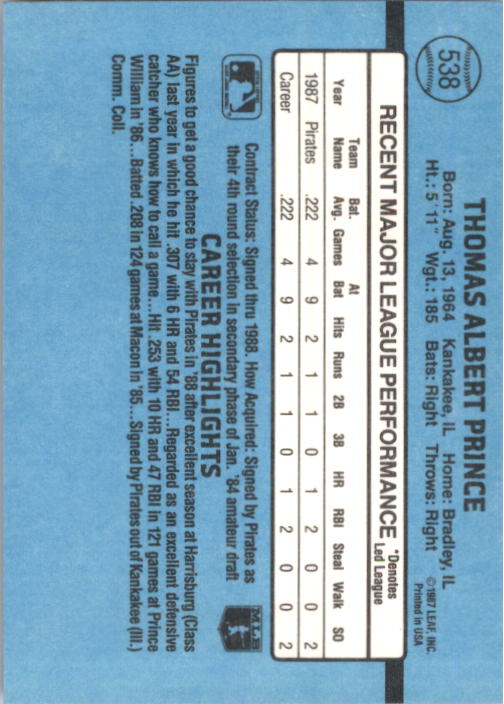 538
THOMAS ALBERT PRINCE
Born: Aug. 13, 1964 Kankakee, IL Home: Bradley, IL
Ht.: 5'11" Wgt.: 185 Bats: Right Throws: Right
©1987 LEAF, INC.
Printed in USA
RECENT MAJOR LEAGUE PERFORMANCE
*Denotes
Led League
Year Team Name Bat. Avg. Games At Bat Hits Runs 2B 3B HR RBI Steal Walk SO
1987 Pirates .222 4 9 2 1 1 0 1 2 0 0 2
Career .222 4 9 2 1 1 0 1 2 0 0 2
Contract Status: Signed thru 1988. How Acquired: Signed by Pirates as
their 4th round selection in secondary phase of Jan. '84 amateur draft
MLB
CAREER HIGHLIGHTS
Figures to get a good chance to stay with Pirates in '88 after excellent season at Harrisburg (Class
AA) last year in which he hit .307 with 6 HR and 54 RBI...Regarded as an excellent defensive
catcher who knows how to call a game...Hit .253 with 10 HR and 47 RBI in 121 games at Prince
William in '86...Batted .208 in 124 games at Macon in '85...Signed by Pirates out of Kankakee (Ill.)
Comm. Coll.